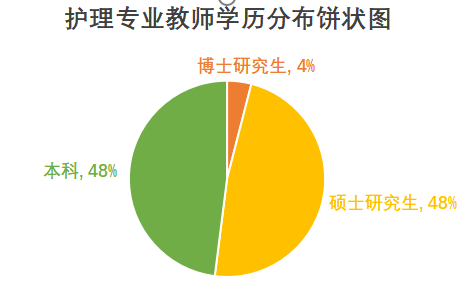 护理专业教师学历分布饼状图
博士研究生, 4%
本科, 48%
硕士研究生, 48%